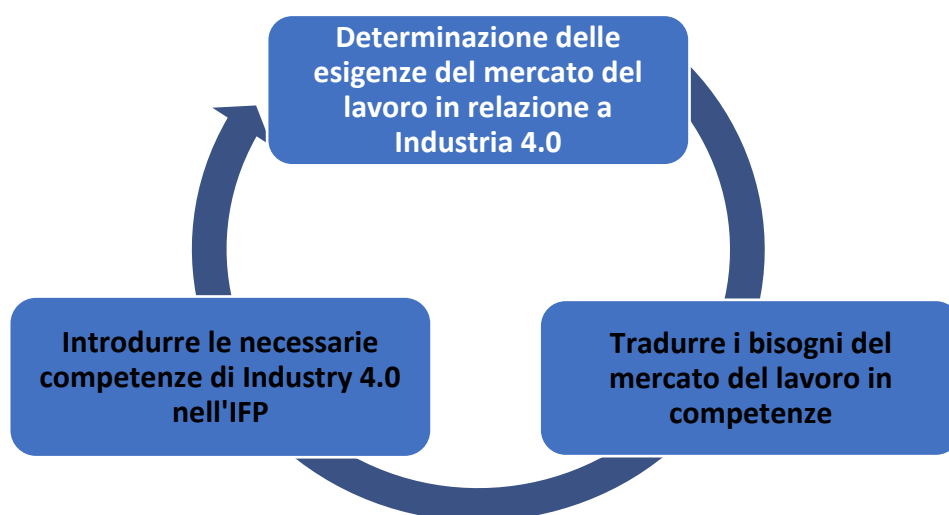 Determinazione delle
esigenze del mercato del
lavoro in relazione a
Industria 4.0
Introdurre le necessarie
competenze di Industry 4.0
nell'IFP
Tradurre i bisogni del
mercato del lavoro in
competenze